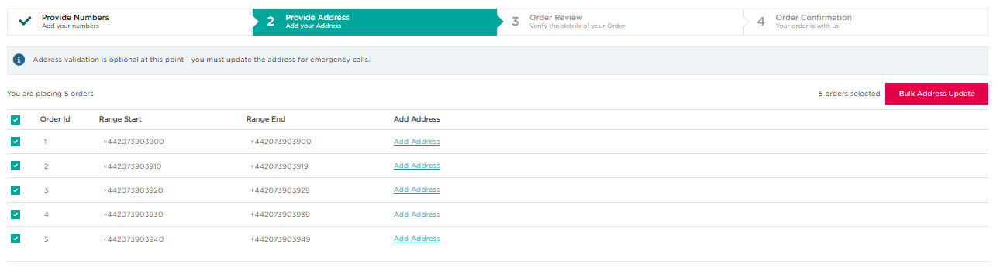 Provide Numbers
Add your numbers
2 Provide Address
Add your Address
3 Order Review
Verify the details of your Order
4 Order Confirmation
Your order is with us
Address validation is optional at this point - you must update the address for emergency calls.
You are placing 5 orders 5 orders selected Bulk Address Update
Order Id Range Start Range End Add Address
1 +442073903900 +442073903900 Add Address
2 +442073903910 +442073903919 Add Address
3 +442073903920 +442073903929 Add Address
4 +442073903930 +442073903939 Add Address
5 +442073903940 +442073903949 Add Address